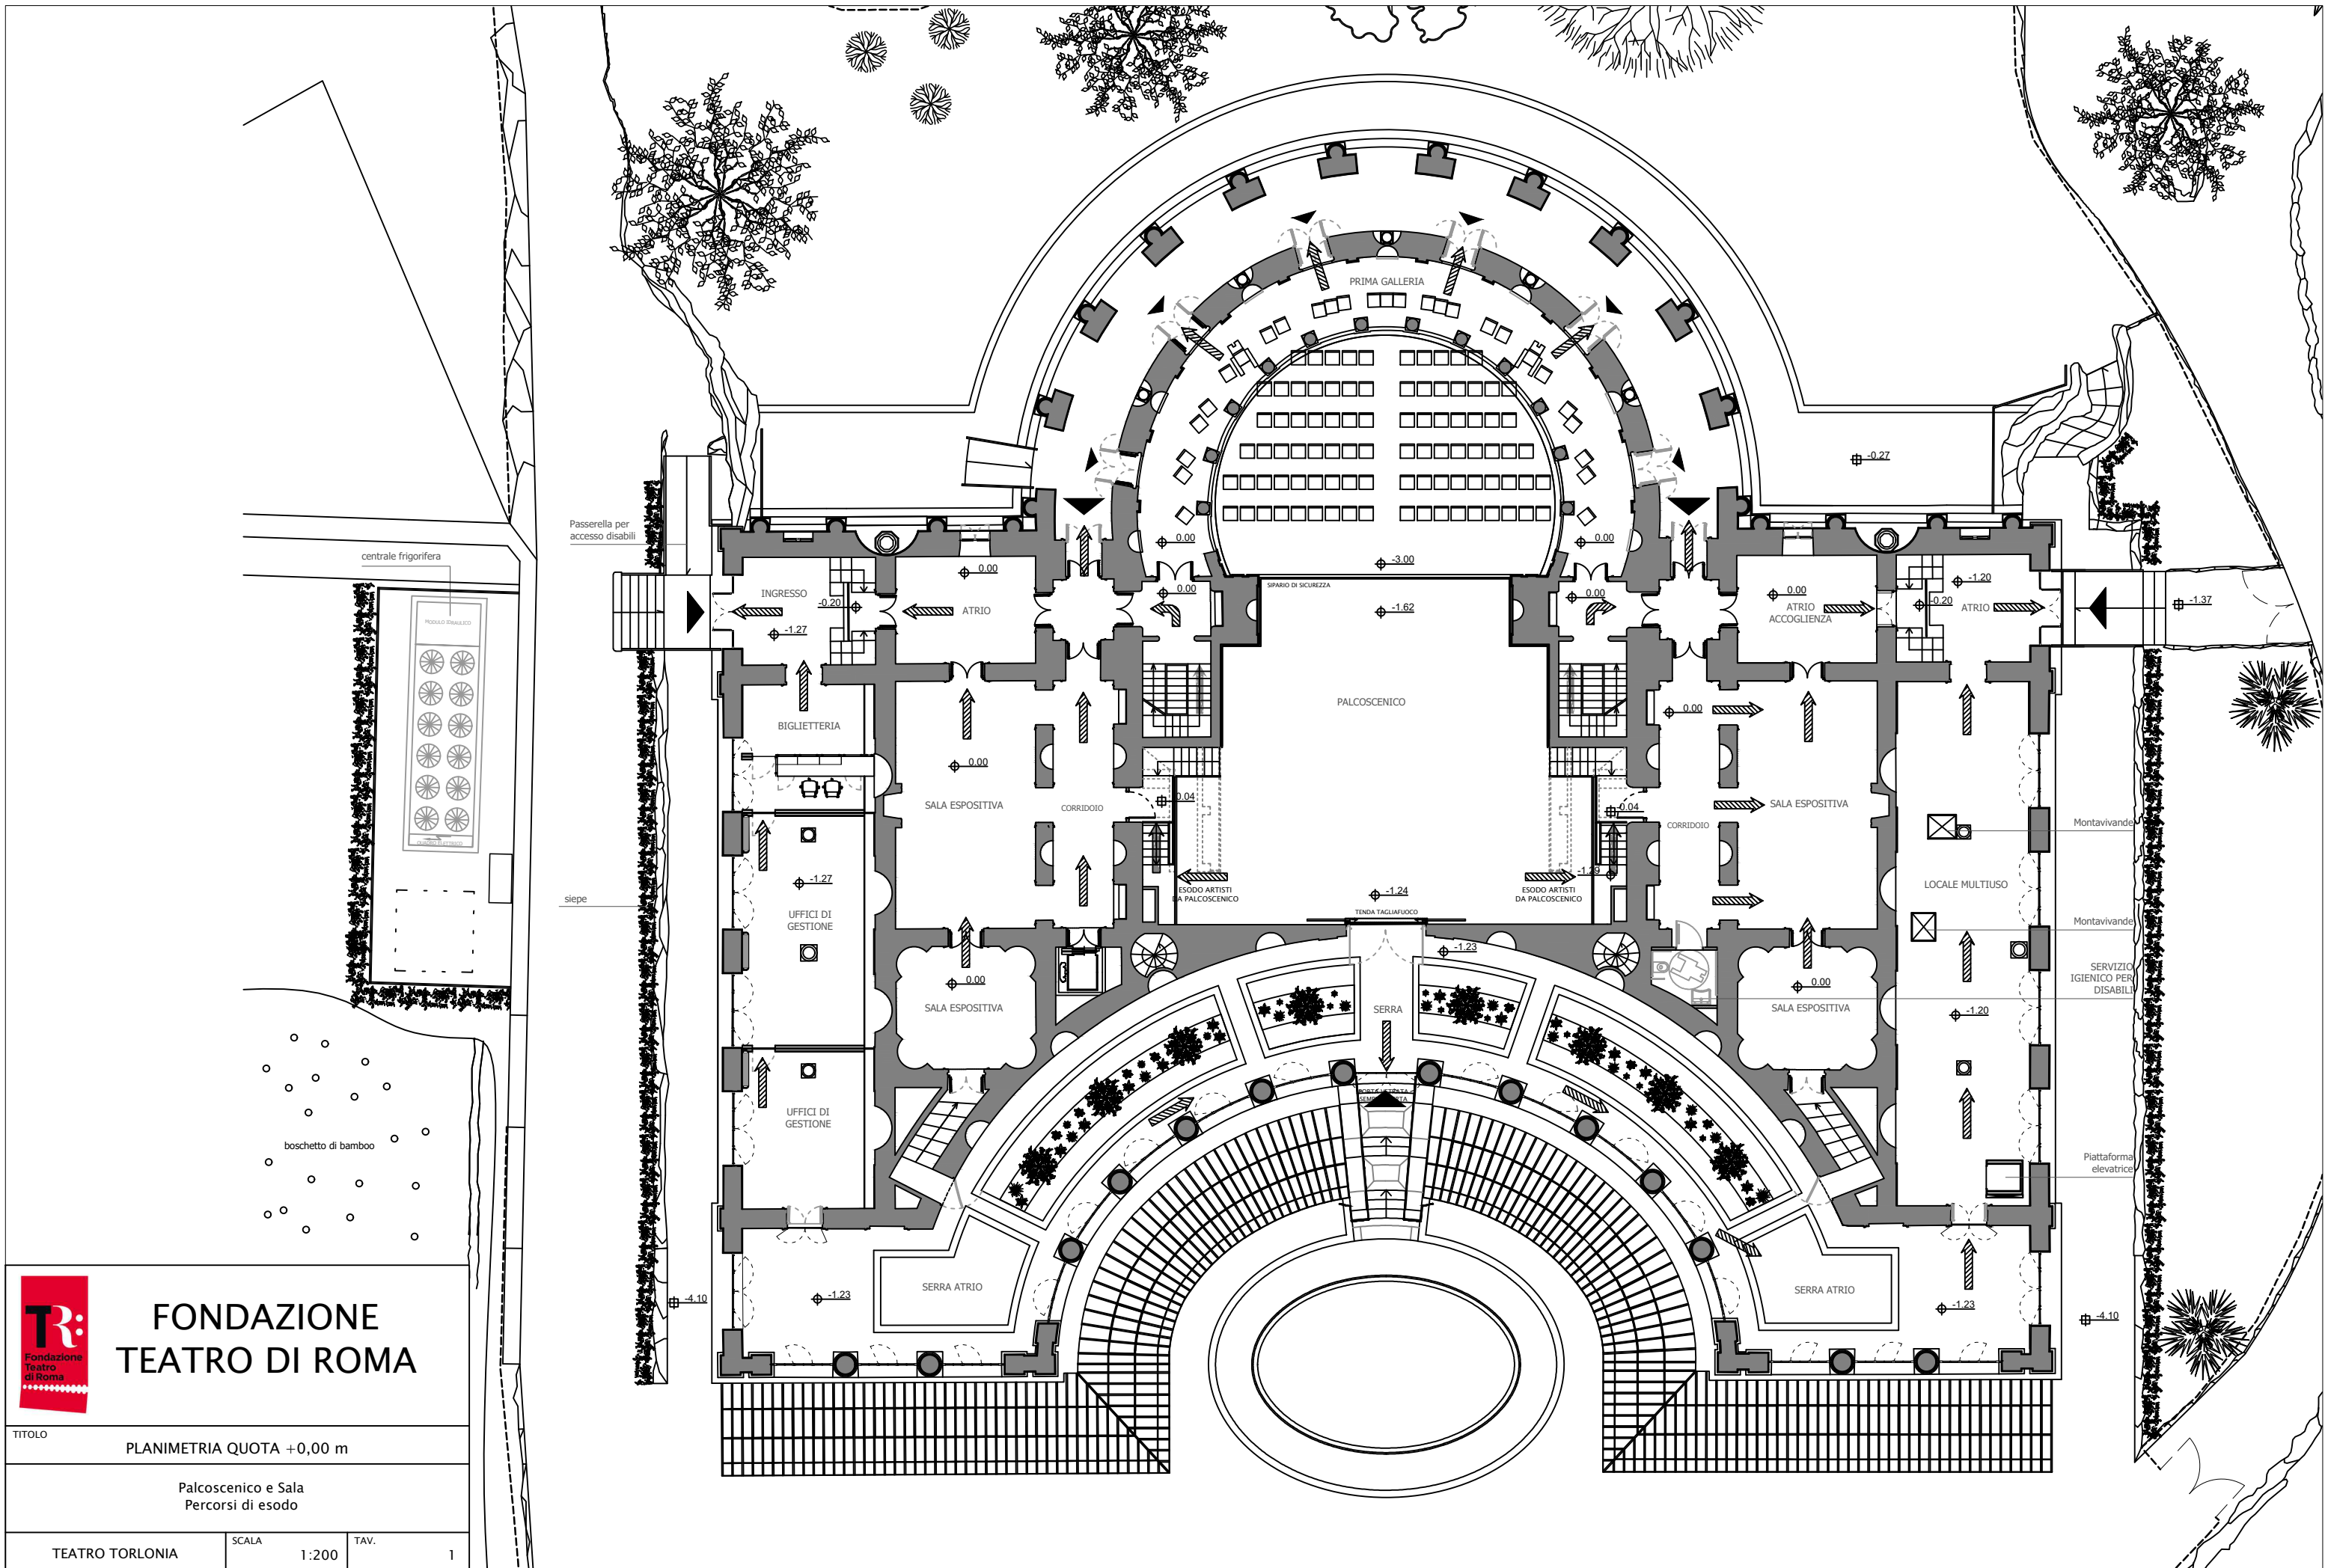 PRIMA GALLERIA
-0.27
Passerella per
accesso disabili
centrale frigorifera
MODULO IDRAULICO
QUADRO ELETTRICO
siepe
boschetto di bamboo
INGRESSO
-1.27
-0.20
0.00
ATRIO
0.00
0.00
-3.00
SIPARIO DI SICUREZZA
-1.62
0.00
0.00
0.00
ATRIO
ACCOGLIENZA
-1.20
-0.20
ATRIO
-1.37
BIGLIETTERIA
0.00
SALA ESPOSITIVA
CORRIDOIO
-0.04
PALCOSCENICO
-0.04
0.00
CORRIDOIO
SALA ESPOSITIVA
Montavivande
LOCALE MULTIUSO
Montavivande
-1.27
UFFICI DI
GESTIONE
ESODO ARTISTI
DA PALCOSCENICO
-1.24
TENDA TAGLIAFUOCO
-1.29
ESODO ARTISTI
DA PALCOSCENICO
-1.23
SERVIZIO
IGIENICO PER
DISABILI
0.00
SALA ESPOSITIVA
SERRA
0.00
SALA ESPOSITIVA
-1.20
UFFICI DI
GESTIONE
Piattaforma
elevatrice
SERRA ATRIO
-1.23
-4.10
SERRA ATRIO
-1.23
-4.10
TR:
Fondazione
Teatro
di Roma
FONDAZIONE
TEATRO DI ROMA
TITOLO
PLANIMETRIA QUOTA +0,00 m
Palcoscenico e Sala
Percorsi di esodo
TEATRO TORLONIA
SCALA
1:200
TAV.
1